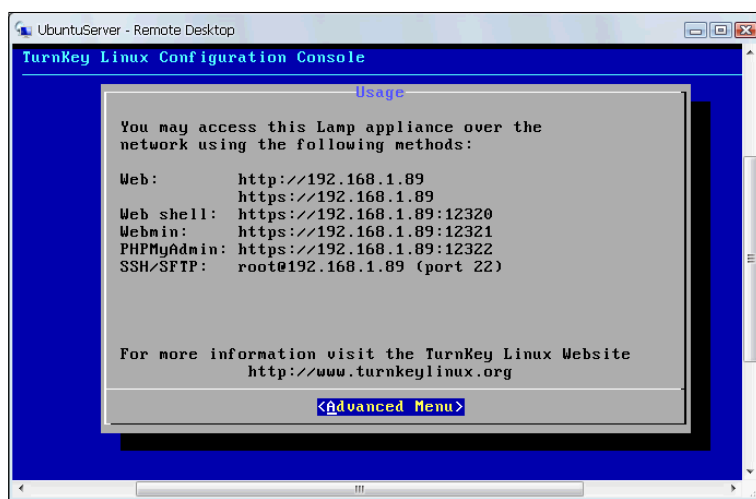 UbuntuServer - Remote Desktop
TurnKey Linux Configuration Console
Usage
You may access this Lamp appliance over the
network using the following methods:
Web: http://192.168.1.89
https://192.168.1.89
Web shell: https://192.168.1.89:12320
Webmin: https://192.168.1.89:12321
PHPMyAdmin: https://192.168.1.89:12322
SSH/SFTP: root@192.168.1.89 (port 22)
For more information visit the TurnKey Linux Website
http://www.turnkeylinux.org
<Advanced Menu>